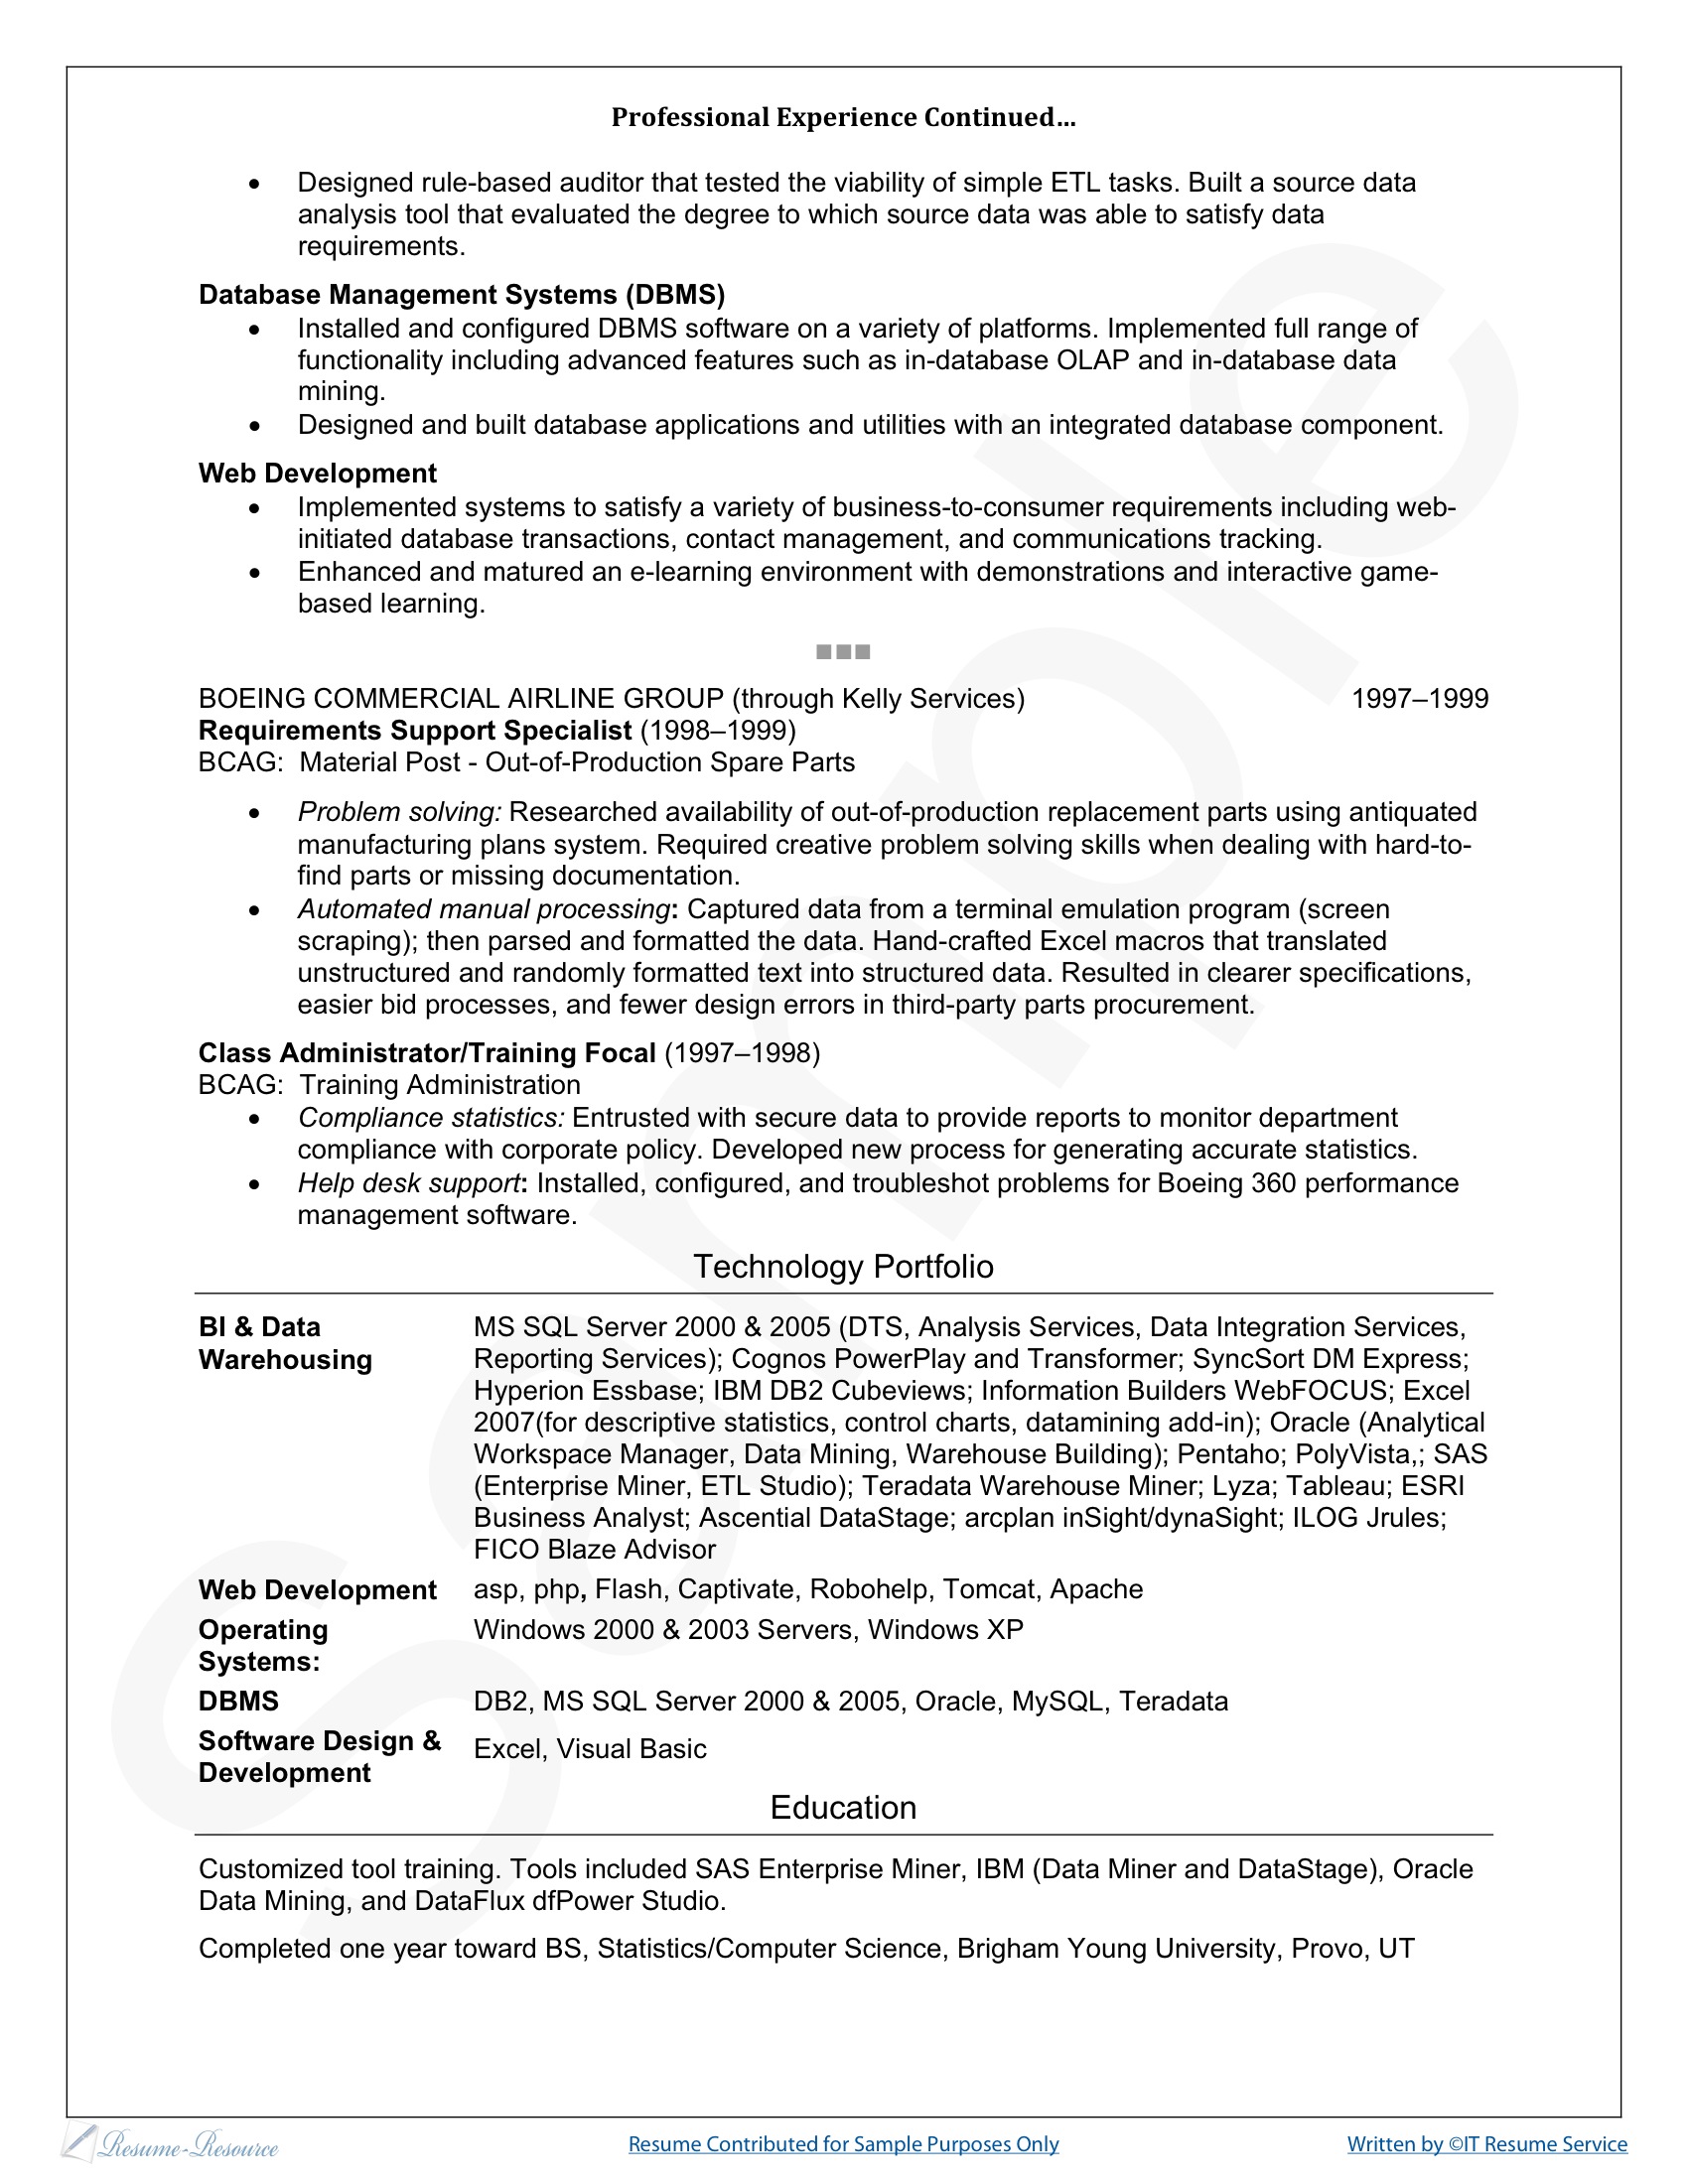 Professional Experience Continued…
• Designed rule-based auditor that tested the viability of simple ETL tasks. Built a source data
analysis tool that evaluated the degree to which source data was able to satisfy data
requirements.
Database Management Systems (DBMS)
• Installed and configured DBMS software on a variety of platforms. Implemented full range of
functionality including advanced features such as in-database OLAP and in-database data
mining.
• Designed and built database applications and utilities with an integrated database component.
Web Development
• Implemented systems to satisfy a variety of business-to-consumer requirements including web-
initiated database transactions, contact management, and communications tracking.
• Enhanced and matured an e-learning environment with demonstrations and interactive game-
based learning.
BOEING COMMERCIAL AIRLINE GROUP (through Kelly Services) 1997–1999
Requirements Support Specialist (1998–1999)
BCAG: Material Post - Out-of-Production Spare Parts
• Problem solving: Researched availability of out-of-production replacement parts using antiquated
manufacturing plans system. Required creative problem solving skills when dealing with hard-to-
find parts or missing documentation.
• Automated manual processing: Captured data from a terminal emulation program (screen
scraping); then parsed and formatted the data. Hand-crafted Excel macros that translated
unstructured and randomly formatted text into structured data. Resulted in clearer specifications,
easier bid processes, and fewer design errors in third-party parts procurement.
Class Administrator/Training Focal (1997–1998)
BCAG: Training Administration
• Compliance statistics: Entrusted with secure data to provide reports to monitor department
compliance with corporate policy. Developed new process for generating accurate statistics.
• Help desk support: Installed, configured, and troubleshot problems for Boeing 360 performance
management software.
Technology Portfolio
BI & Data
Warehousing
MS SQL Server 2000 & 2005 (DTS, Analysis Services, Data Integration Services,
Reporting Services); Cognos PowerPlay and Transformer; SyncSort DM Express;
Hyperion Essbase; IBM DB2 Cubeviews; Information Builders WebFOCUS; Excel
2007(for descriptive statistics, control charts, datamining add-in); Oracle (Analytical
Workspace Manager, Data Mining, Warehouse Building); Pentaho; PolyVista,; SAS
(Enterprise Miner, ETL Studio); Teradata Warehouse Miner; Lyza; Tableau; ESRI
Business Analyst; Ascential DataStage; arcplan inSight/dynaSight; ILOG Jrules;
FICO Blaze Advisor
Web Development asp, php, Flash, Captivate, Robohelp, Tomcat, Apache
Operating
Systems:
Windows 2000 & 2003 Servers, Windows XP
DBMS DB2, MS SQL Server 2000 & 2005, Oracle, MySQL, Teradata
Software Design &
Development
Excel, Visual Basic
Education
Customized tool training. Tools included SAS Enterprise Miner, IBM (Data Miner and DataStage), Oracle
Data Mining, and DataFlux dfPower Studio.
Completed one year toward BS, Statistics/Computer Science, Brigham Young University, Provo, UT
Sample
Resume-Resource
Resume Contributed for Sample Purposes Only
Written by ©IT Resume Service